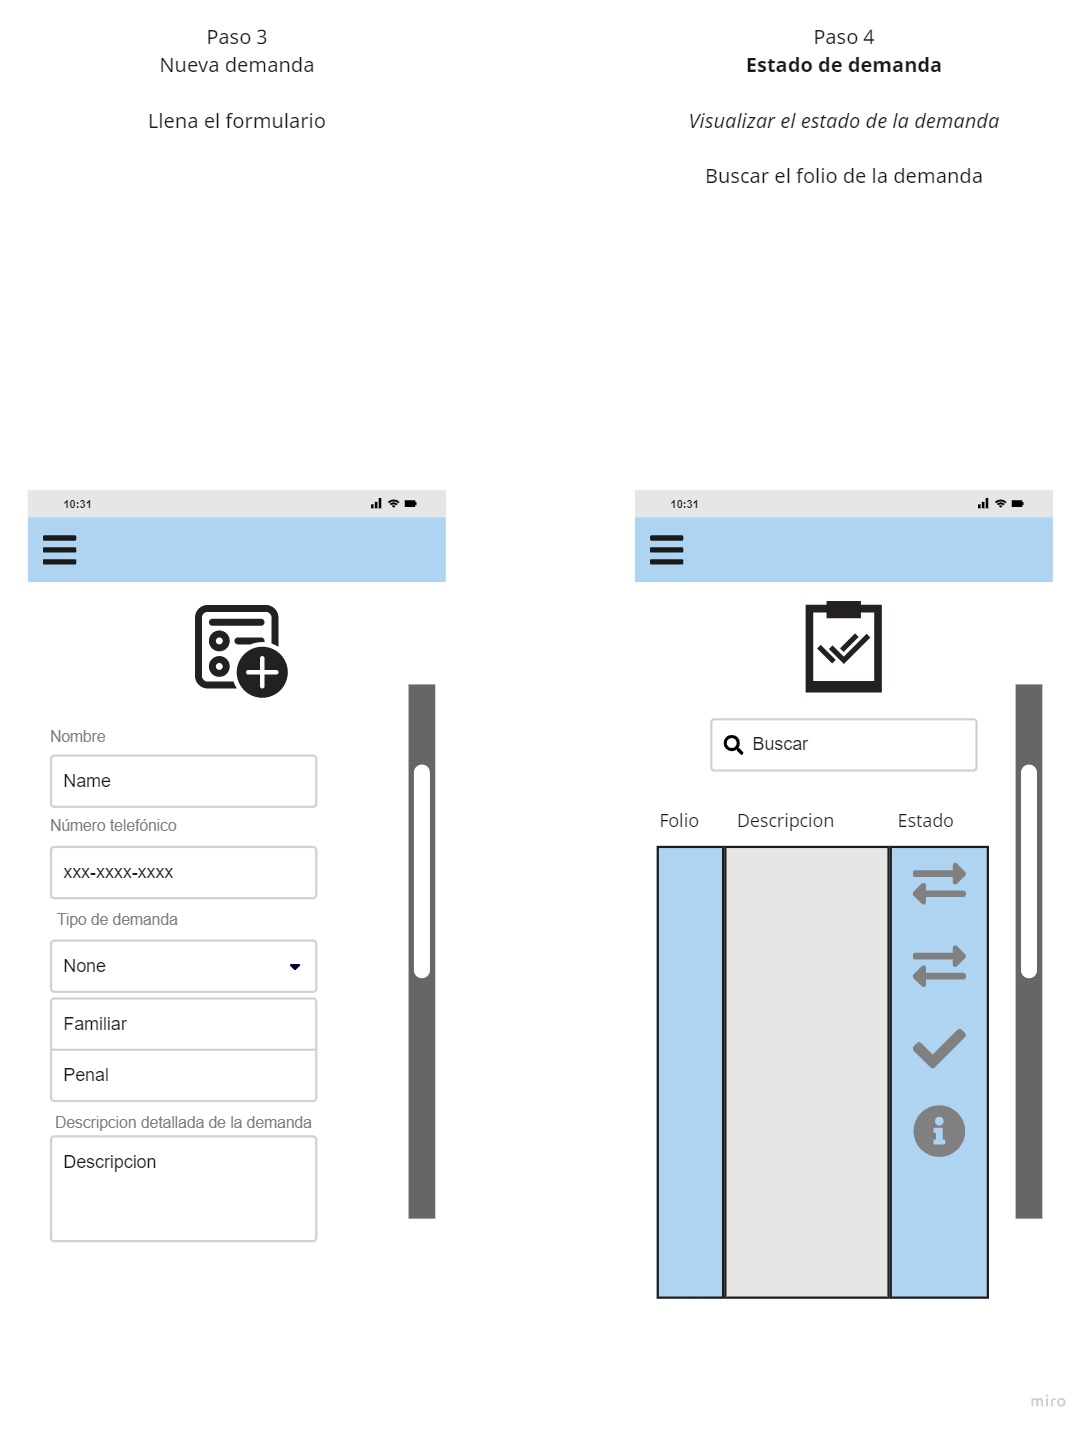 Paso 3
Nueva demanda
Llena el formulario
Paso 4
Estado de demanda
Visualizar el estado de la demanda
Buscar el folio de la demanda
10:31
Nombre
Name
Número telefónico
xxx-xxxx-xxxx
Tipo de demanda
None
Familiar
Penal
Descripcion detallada de la demanda
Descripcion
10:31
Buscar
Folio Descripcion Estado
miro